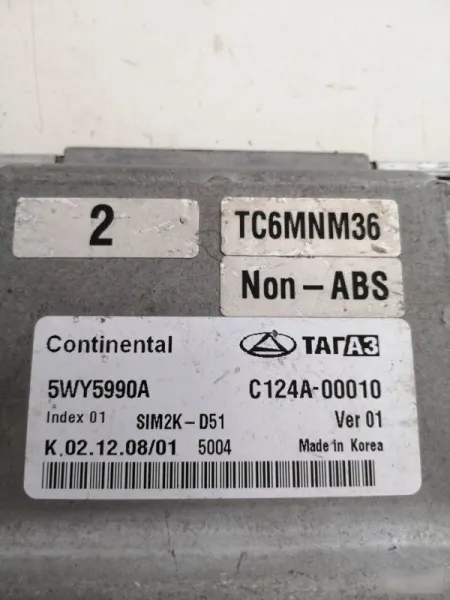 2
TC6MNM36
Non-ABS
Continental ТАГАЗ
5WY5990A C124A-00010
Index 01 SIM2K-D51 Ver 01
K.02.12.08/01 5004 Made in Korea